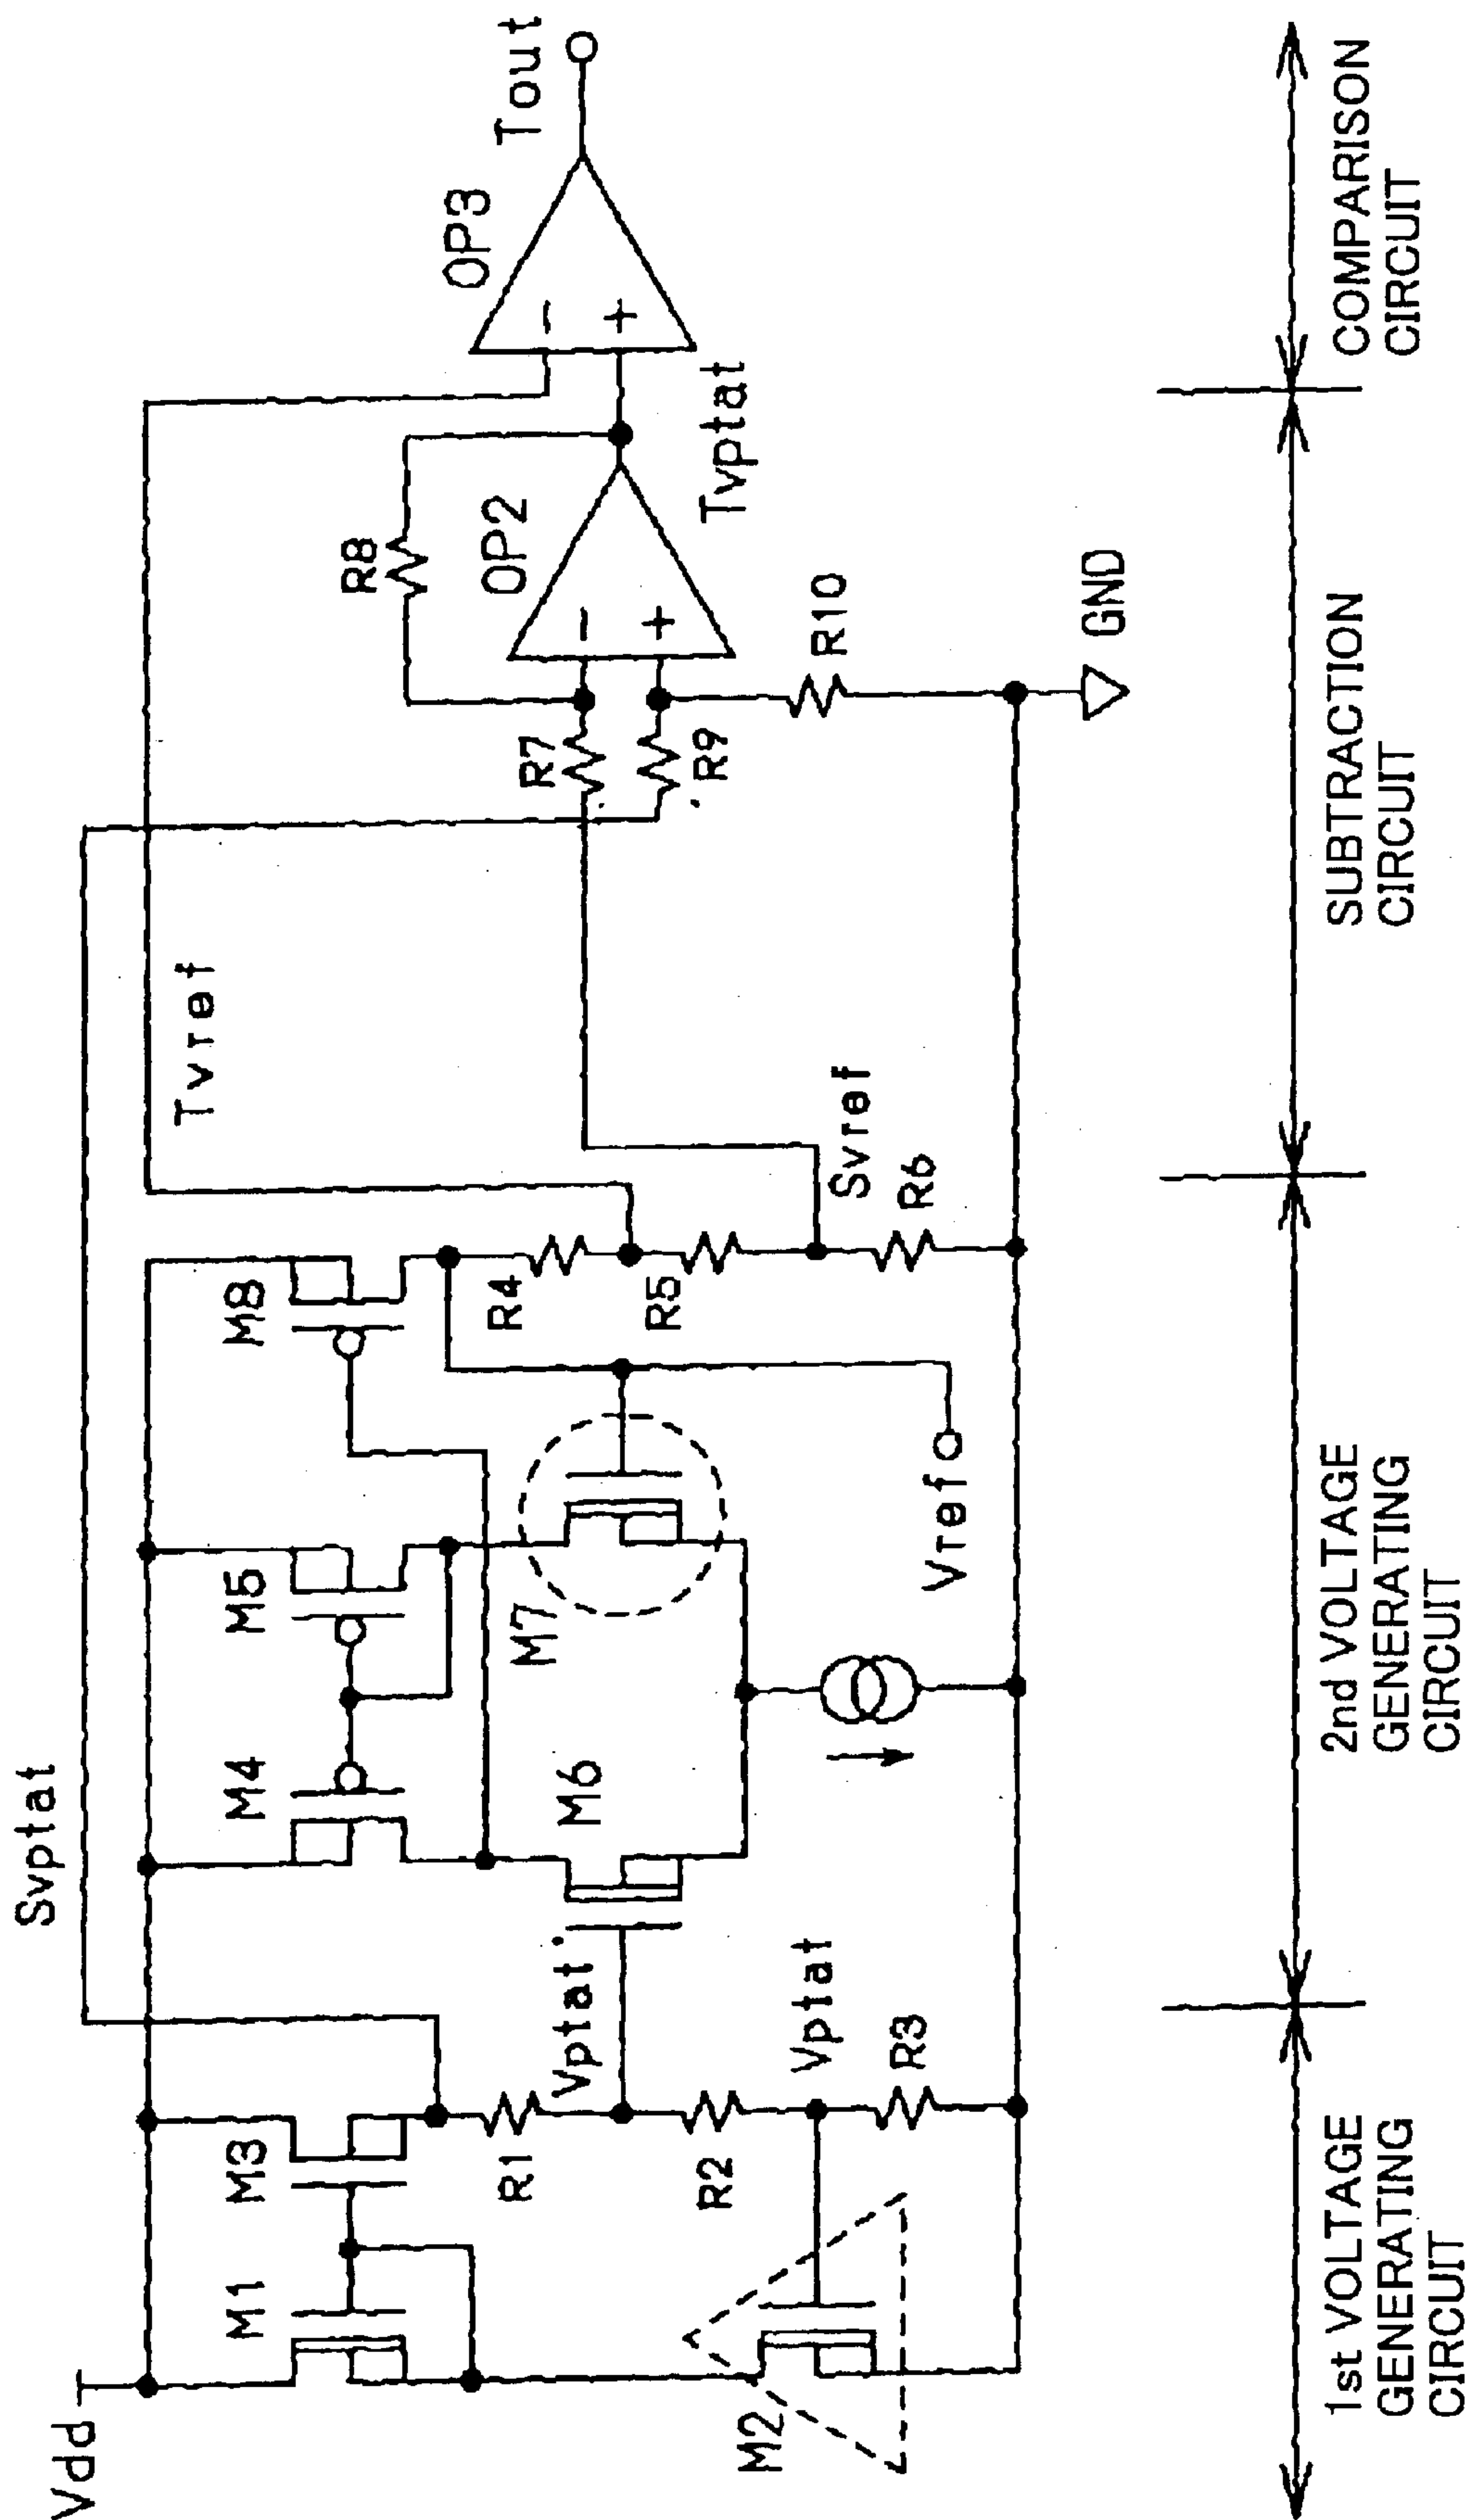 Vdd
Svptat
Tvref
M1
M3
M4
M5
M8
R8
OP3
Tout
R1
Vptat'
M6
M7
R4
R7
OP2
R2
R5
R9
Tvptat
M2
Vptat
Svref
R10
R3
Vref
R6
GND
1st VOLTAGE
GENERATING
CIRCUIT
2nd VOLTAGE
GENERATING
CIRCUIT
SUBTRACTION
CIRCUIT
COMPARISON
CIRCUIT
-
+
-
+